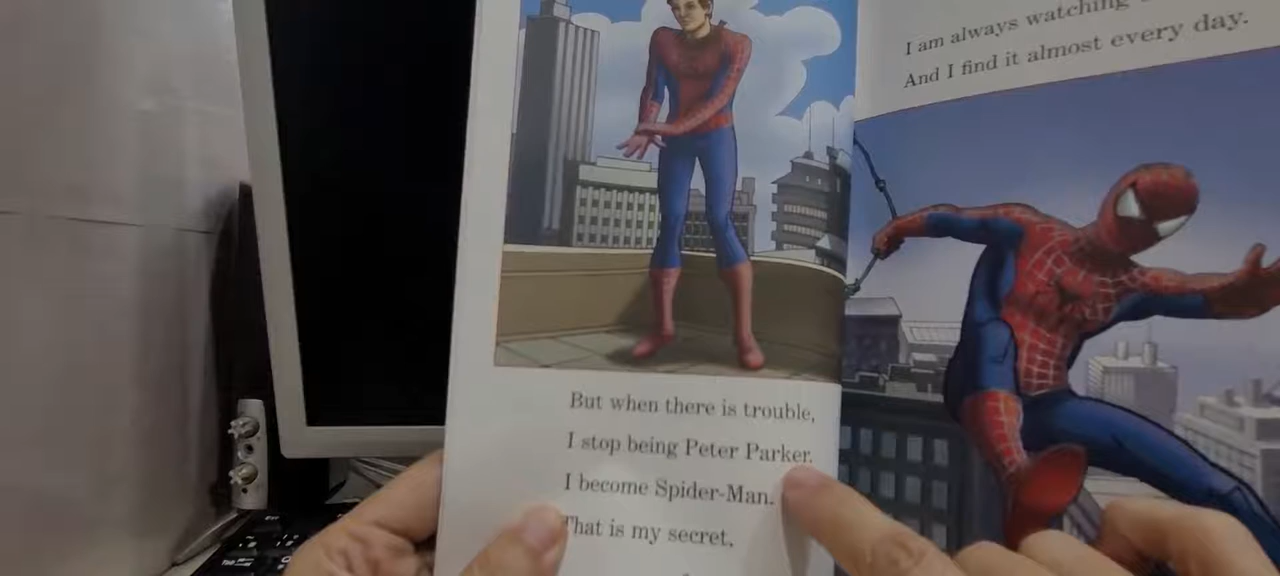 But when there is trouble,
I stop being Peter Parker.
I become Spider-Man.
That is my secret.
I am always watching
And I find it almost every day.